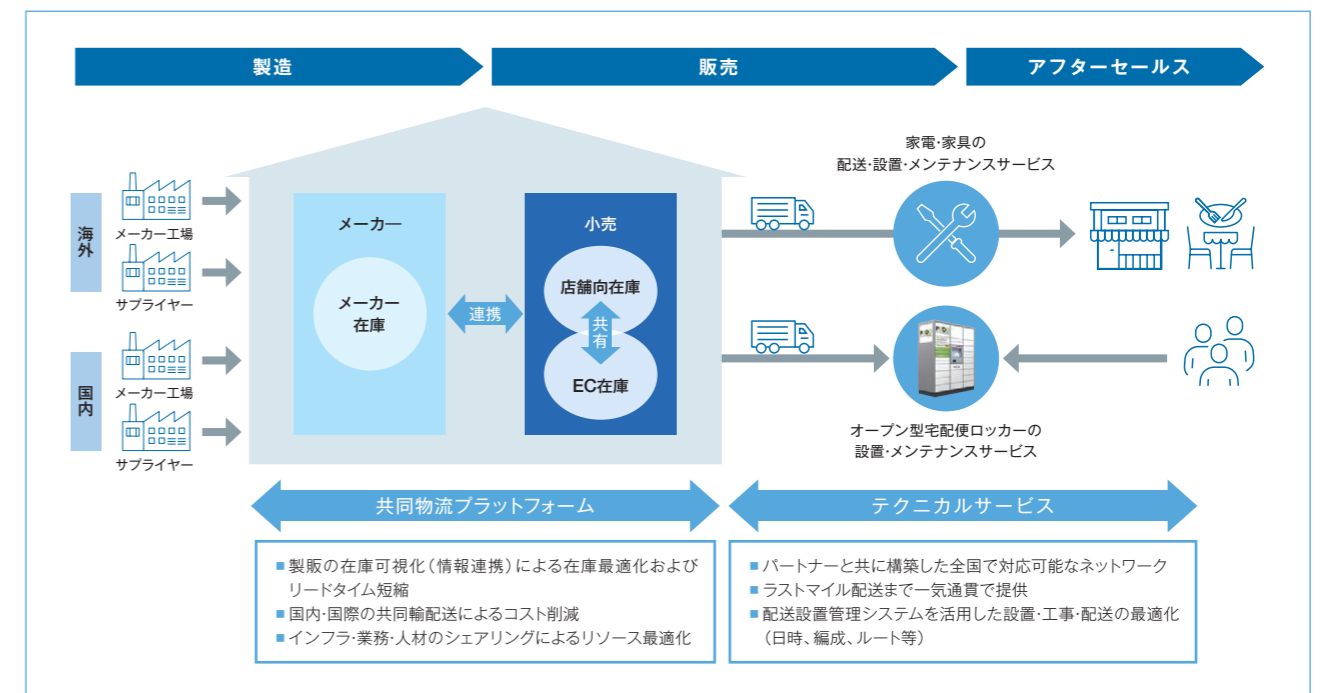 製造
販売
アフターセールス
家電･家具の
配送･設置･メンテナンスサービス
海外
メーカー工場
サプライヤー
国内
メーカー工場
サプライヤー
メーカー
メーカー
在庫
連携
小売
店舗向在庫
共有
EC在庫
オープン型宅配便ロッカーの
設置･メンテナンスサービス
共同物流プラットフォーム
テクニカルサービス
■製販の在庫可視化（情報連携）による在庫最適化および
リードタイム短縮
■国内･国際の共同輸配送によるコスト削減
■インフラ･業務･人材のシェアリングによるリソース最適化
■パートナーと共に構築した全国で対応可能なネットワーク
■ラストマイル配送まで一気通貫で提供
■配送設置管理システムを活用した設置･工事･配送の最適化
（日時、編成、ルート等）